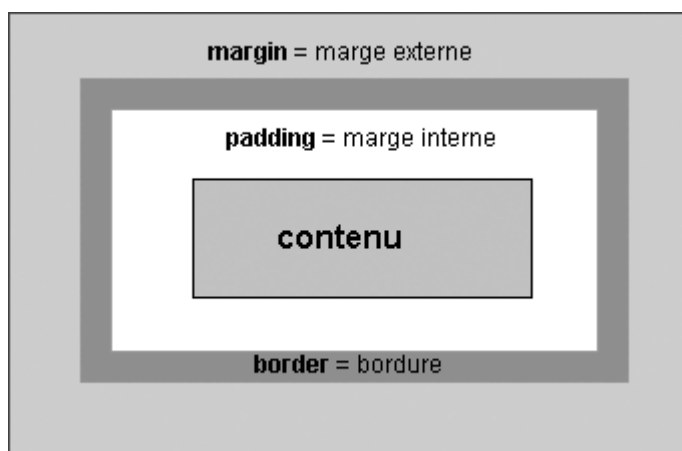 margin = marge externe
padding = marge interne
contenu
border = bordure